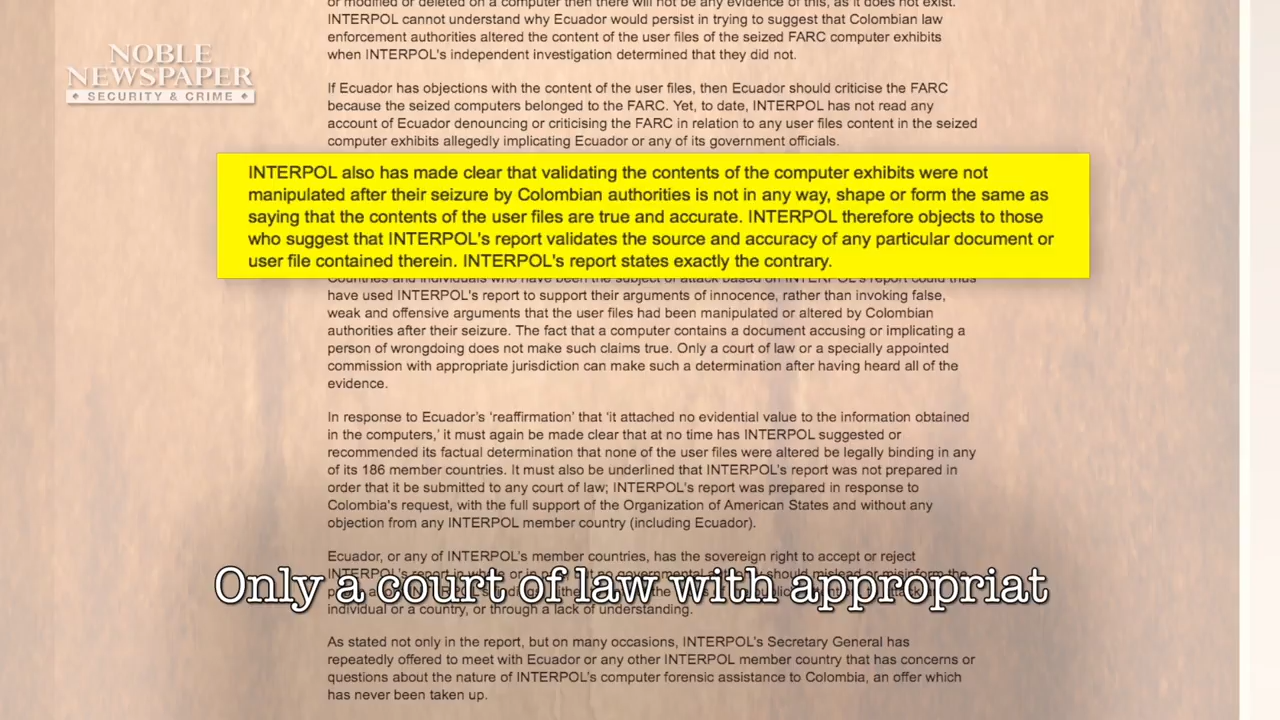 or modified or deleted on a computer then there will not be any evidence of this, as it does not exist.
INTERPOL cannot understand why Ecuador would persist in trying to suggest that Colombian law
enforcement authorities altered the content of the user files of the seized FARC computer exhibits
when INTERPOL's independent investigation determined that they did not.
NOBLE
NEWSPAPER
SECURITY & CRIME
If Ecuador has objections with the content of the user files, then Ecuador should criticise the FARC
because the seized computers belonged to the FARC. Yet, to date, INTERPOL has not read any
account of Ecuador denouncing or criticising the FARC in relation to any user files content in the seized
computer exhibits allegedly implicating Ecuador or any of its government officials.
INTERPOL also has made clear that validating the contents of the computer exhibits were not
manipulated after their seizure by Colombian authorities is not in any way, shape or form the same as
saying that the contents of the user files are true and accurate. INTERPOL therefore objects to those
who suggest that INTERPOL's report validates the source and accuracy of any particular document or
user file contained therein. INTERPOL's report states exactly the contrary.
Countries and individuals who have been the subject of attack based on INTERPOL's report could thus
have used INTERPOL's report to support their arguments of innocence, rather than invoking false,
weak and offensive arguments that the user files had been manipulated or altered by Colombian
authorities after their seizure. The fact that a computer contains a document accusing or implicating a
person of wrongdoing does not make such claims true. Only a court of law or a specially appointed
commission with appropriate jurisdiction can make such a determination after having heard all of the
evidence.
In response to Ecuador's 'reaffirmation' that 'it attached no evidential value to the information obtained
in the computers,' it must again be made clear that at no time has INTERPOL suggested or
recommended its factual determination that none of the user files were altered be legally binding in any
of its 186 member countries. It must also be underlined that INTERPOL's report was not prepared in
order that it be submitted to any court of law; INTERPOL's report was prepared in response to
Colombia's request, with the full support of the Organization of American States and without any
objection from any INTERPOL member country (including Ecuador).
Ecuador, or any of INTERPOL's member countries, has the sovereign right to accept or reject
INTERPOL's report in should mislead or misinform the
Only a court of law with appropriat
individual or a country, or through a lack of understanding.
As stated not only in the report, but on many occasions, INTERPOL's Secretary General has
repeatedly offered to meet with Ecuador or any other INTERPOL member country that has concerns or
questions about the nature of INTERPOL's computer forensic assistance to Colombia, an offer which
has never been taken up.